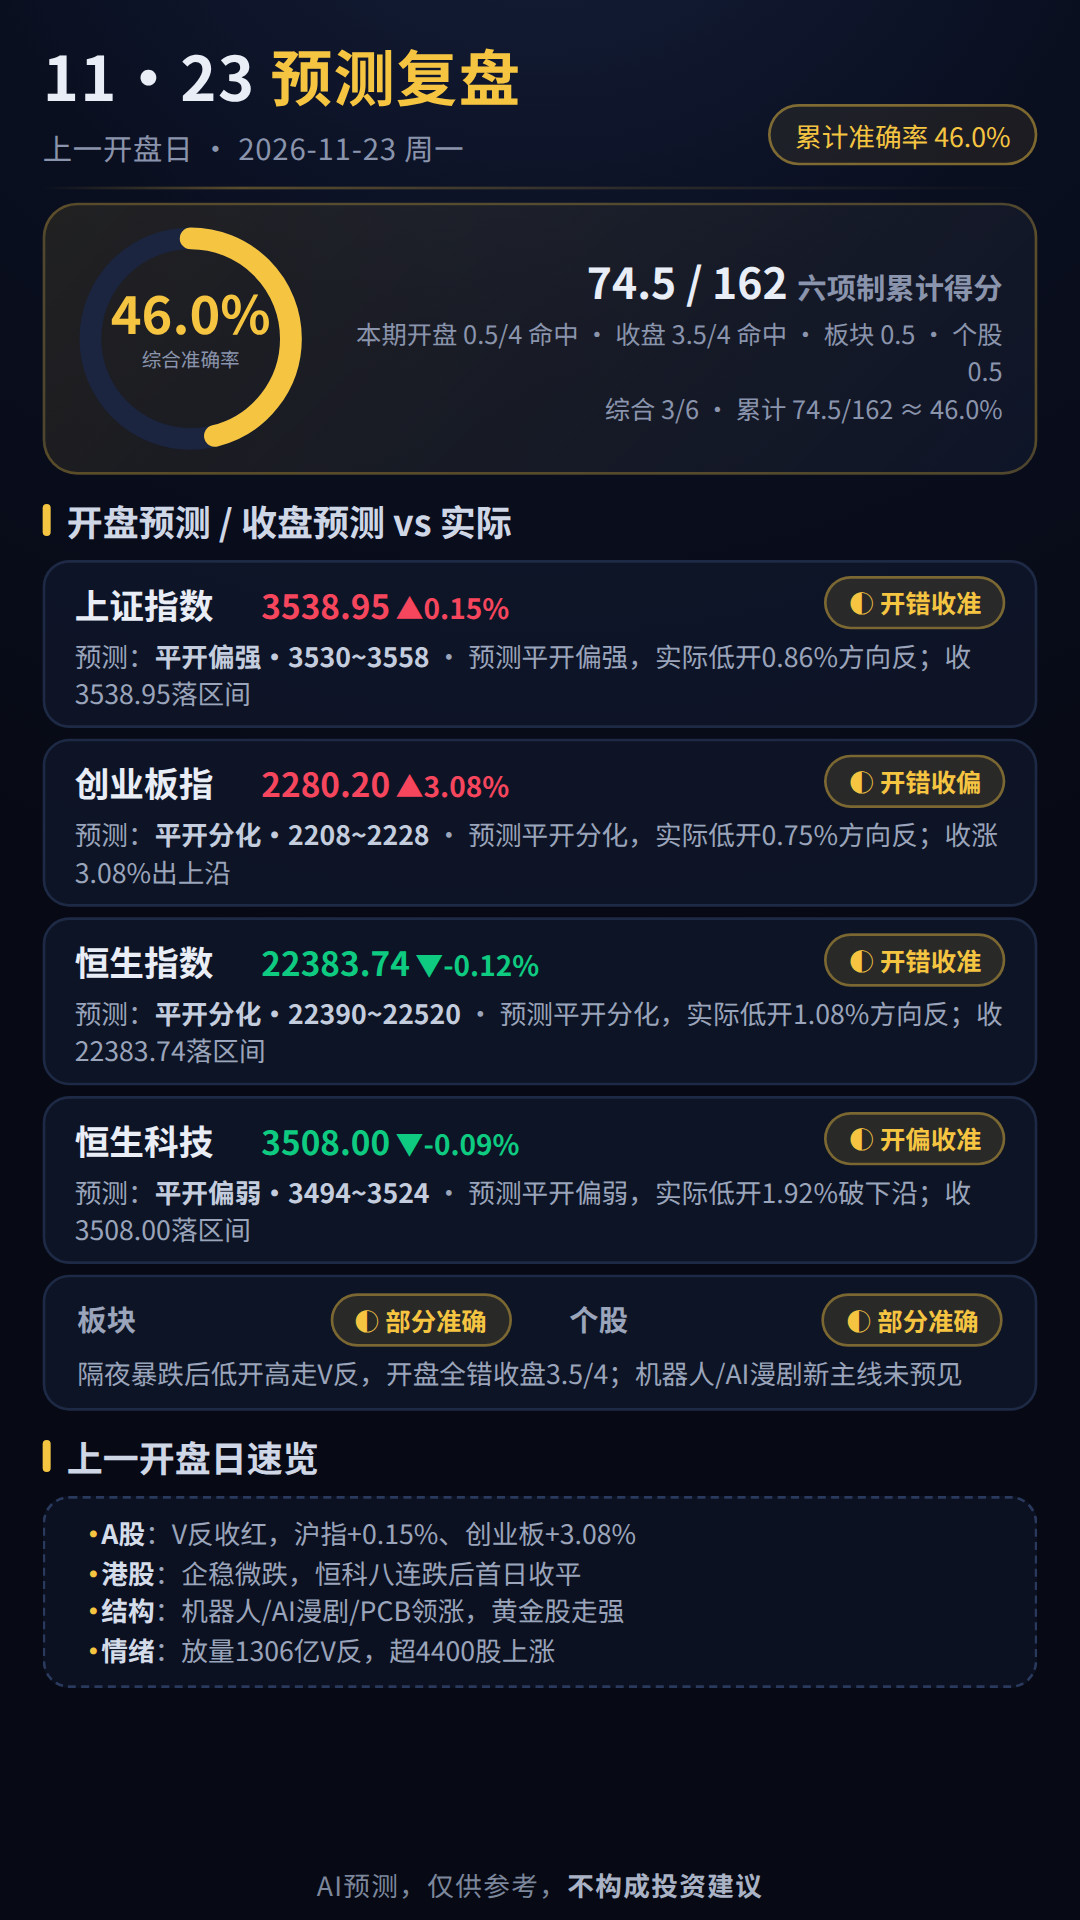 11・23 预测复盘
上一开盘日 · 2026-11-23 周一
累计准确率 46.0%
46.0%
综合准确率
74.5 / 162 六项制累计得分
本期开盘 0.5/4 命中 · 收盘 3.5/4 命中 · 板块 0.5 · 个股
0.5
综合 3/6 · 累计 74.5/162 ≈ 46.0%
开盘预测 / 收盘预测 vs 实际
上证指数 3538.95 ▲0.15% ◐ 开错收准
预测：平开偏强·3530~3558 · 预测平开偏强，实际低开0.86%方向反；收
3538.95落区间
创业板指 2280.20 ▲3.08% ◐ 开错收偏
预测：平开分化·2208~2228 · 预测平开分化，实际低开0.75%方向反；收涨
3.08%出上沿
恒生指数 22383.74 ▼-0.12% ◐ 开错收准
预测：平开分化·22390~22520 · 预测平开分化，实际低开1.08%方向反；收
22383.74落区间
恒生科技 3508.00 ▼-0.09% ◐ 开偏收准
预测：平开偏弱·3494~3524 · 预测平开偏弱，实际低开1.92%破下沿；收
3508.00落区间
板块 ◐ 部分准确 个股 ◐ 部分准确
隔夜暴跌后低开高走V反，开盘全错收盘3.5/4；机器人/AI漫剧新主线未预见
上一开盘日速览
•A股：V反收红，沪指+0.15%、创业板+3.08%
•港股：企稳微跌，恒科八连跌后首日收平
•结构：机器人/AI漫剧/PCB领涨，黄金股走强
•情绪：放量1306亿V反，超4400股上涨
AI预测，仅供参考，不构成投资建议